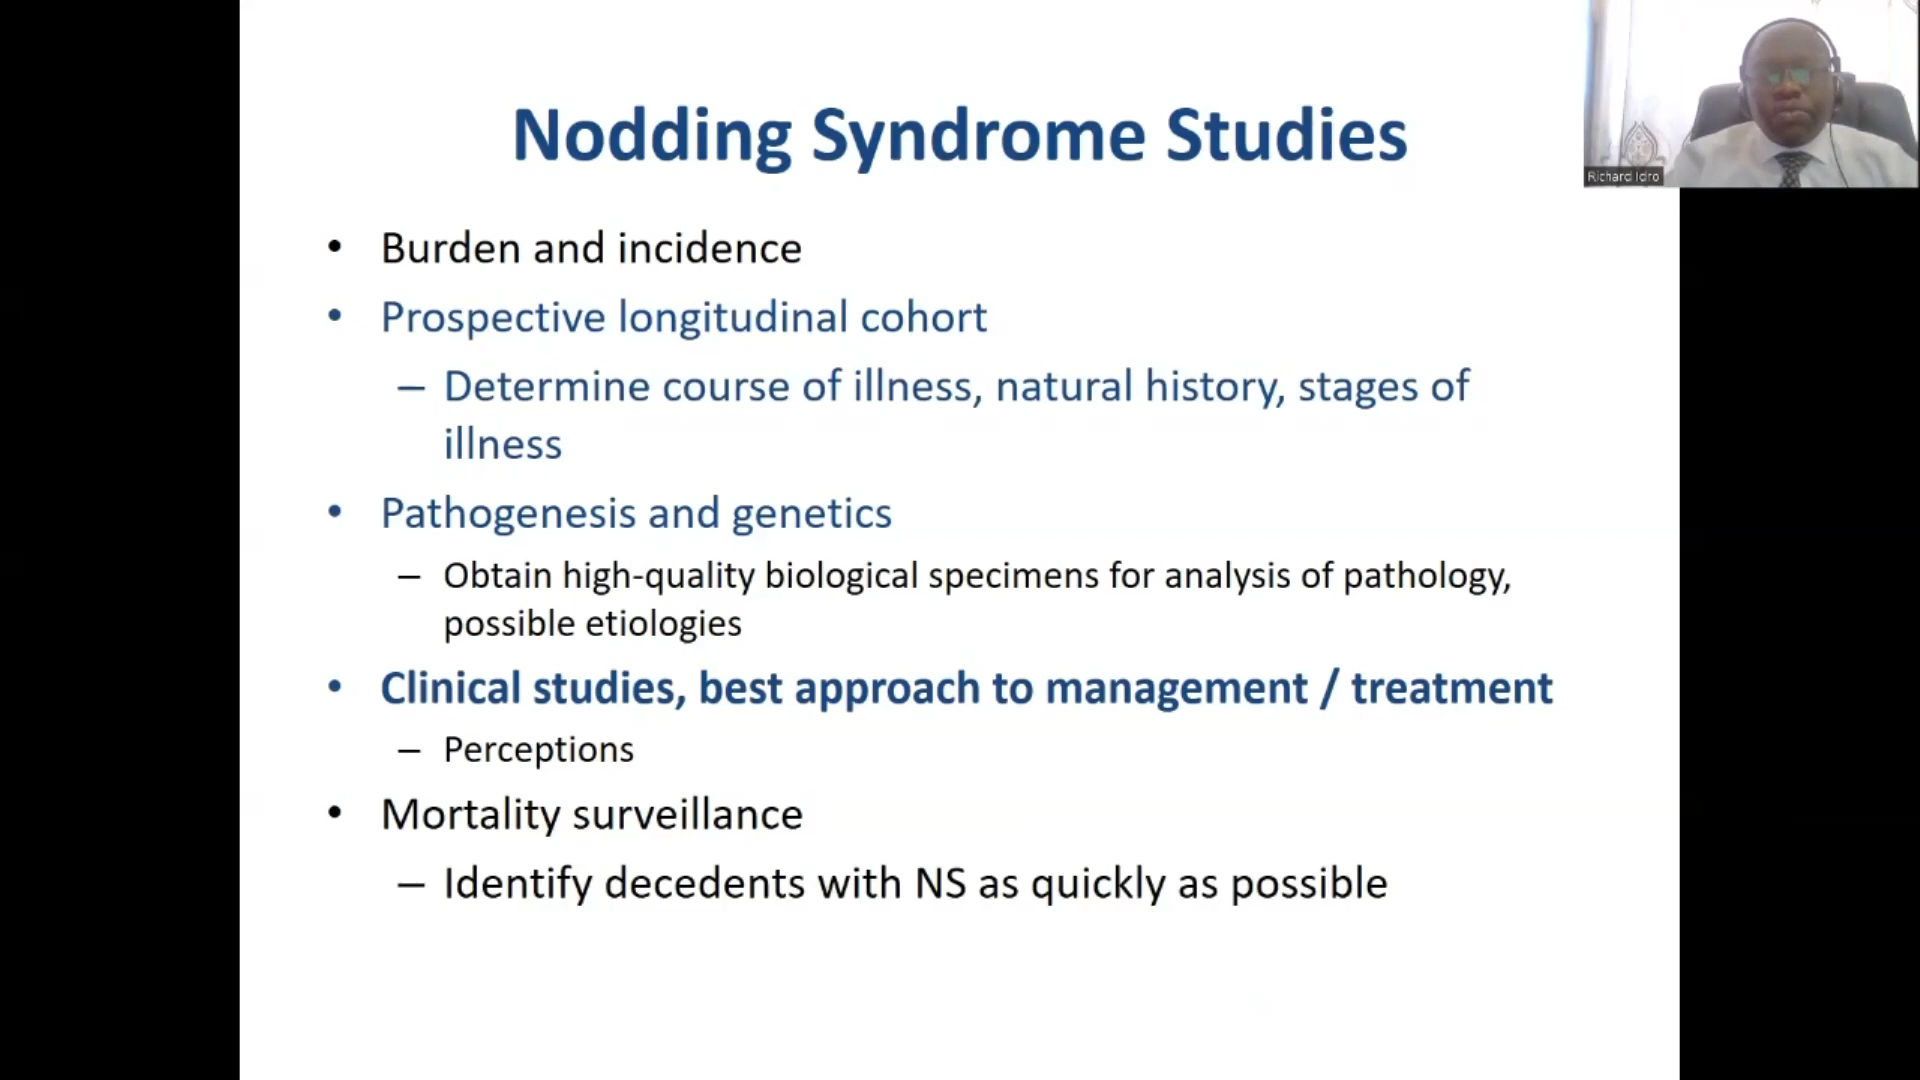 Nodding Syndrome Studies
Richard Idro
• Burden and incidence
• Prospective longitudinal cohort
– Determine course of illness, natural history, stages of
illness
• Pathogenesis and genetics
– Obtain high-quality biological specimens for analysis of pathology,
possible etiologies
• Clinical studies, best approach to management / treatment
– Perceptions
• Mortality surveillance
– Identify decedents with NS as quickly as possible